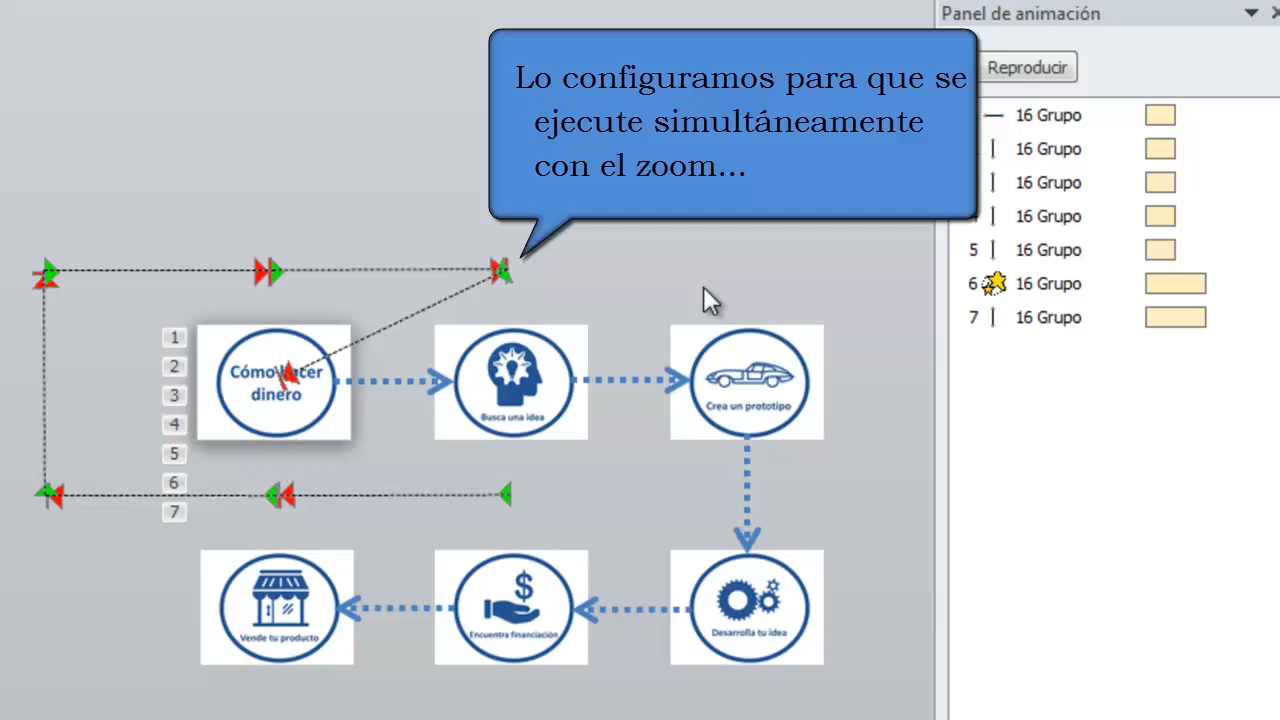 Panel de animación
Lo configuramos para que se
ejecute simultáneamente
con el zoom...
Reproducir
16 Grupo
16 Grupo
16 Grupo
16 Grupo
5 16 Grupo
6 16 Grupo
7 16 Grupo
1
2
3
4
5
6
7
Cómo hacer
dinero
Busca una idea
Crea un prototipo
Vende tu producto
Encuentra financiación
Desarrolla tu idea